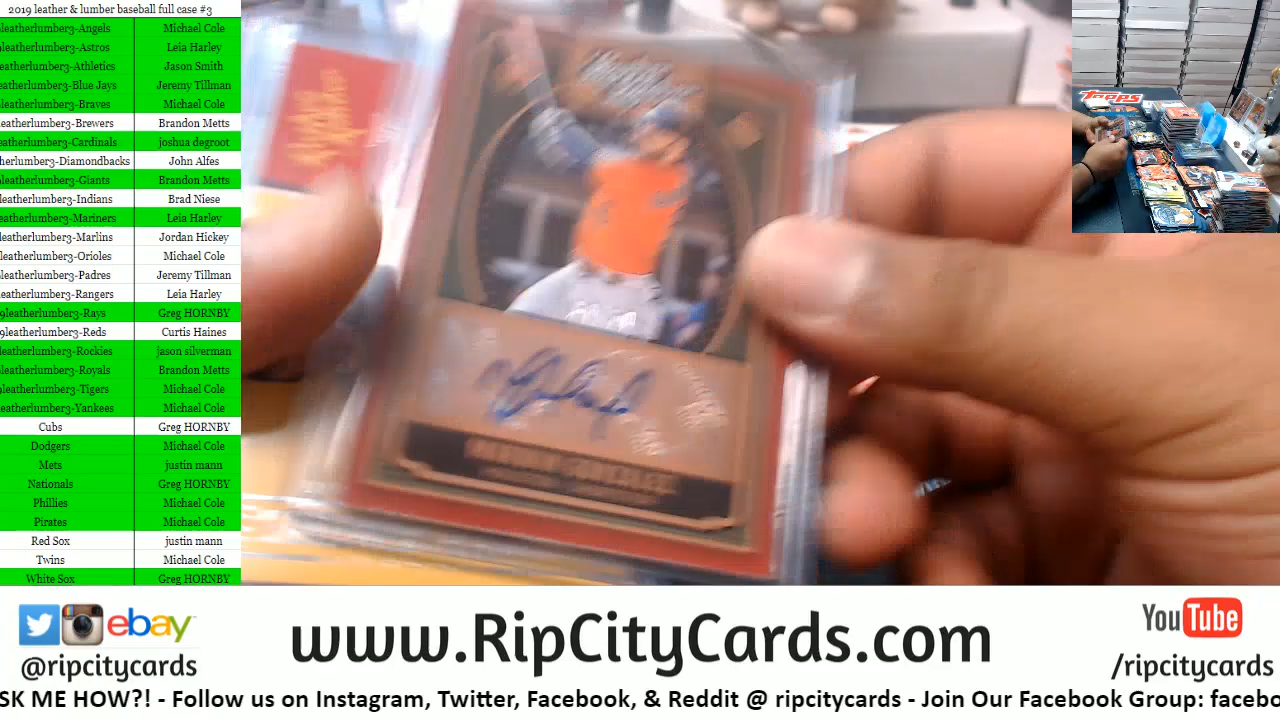 2019 leather & lumber baseball full case #3
leatherlumber3-Angels Michael Cole
leatherlumber3-Astros Leia Harley
leatherlumber3-Athletics Jason Smith
eatherlumber3-Blue Jays Jeremy Tillman
eatherlumber3-Braves Michael Cole
leatherlumber3-Brewers Brandon Metts
eatherlumber3-Cardinals joshua degroot
herlumber3-Diamondbacks John Alfes
leatherlumber3-Giants Brandon Metts
leatherlumber3-Indians Brad Niese
eatherlumber3-Mariners Leia Harley
eatherlumber3-Marlins Jordan Hickey
eatherlumber3-Orioles Michael Cole
leatherlumber3-Padres Jeremy Tillman
eatherlumber3-Rangers Leia Harley
9leatherlumber3-Rays Greg HORNBY
9leatherlumber3-Reds Curtis Haines
eatherlumber3-Rockies jason silverman
leatherlumber3-Royals Brandon Metts
leatherlumber3-Tigers Michael Cole
eatherlumber3-Yankees Michael Cole
Cubs Greg HORNBY
Dodgers Michael Cole
Mets justin mann
Nationals Greg HORNBY
Phillies Michael Cole
Pirates Michael Cole
Red Sox justin mann
Twins Michael Cole
White Sox Greg HORNBY
Topps
ebay
@ripcitycards
www.RipCityCards.com
YouTube
/ripcitycards
SK ME HOW?! - Follow us on Instagram, Twitter, Facebook, & Reddit @ ripcitycards - Join Our Facebook Group: facebo